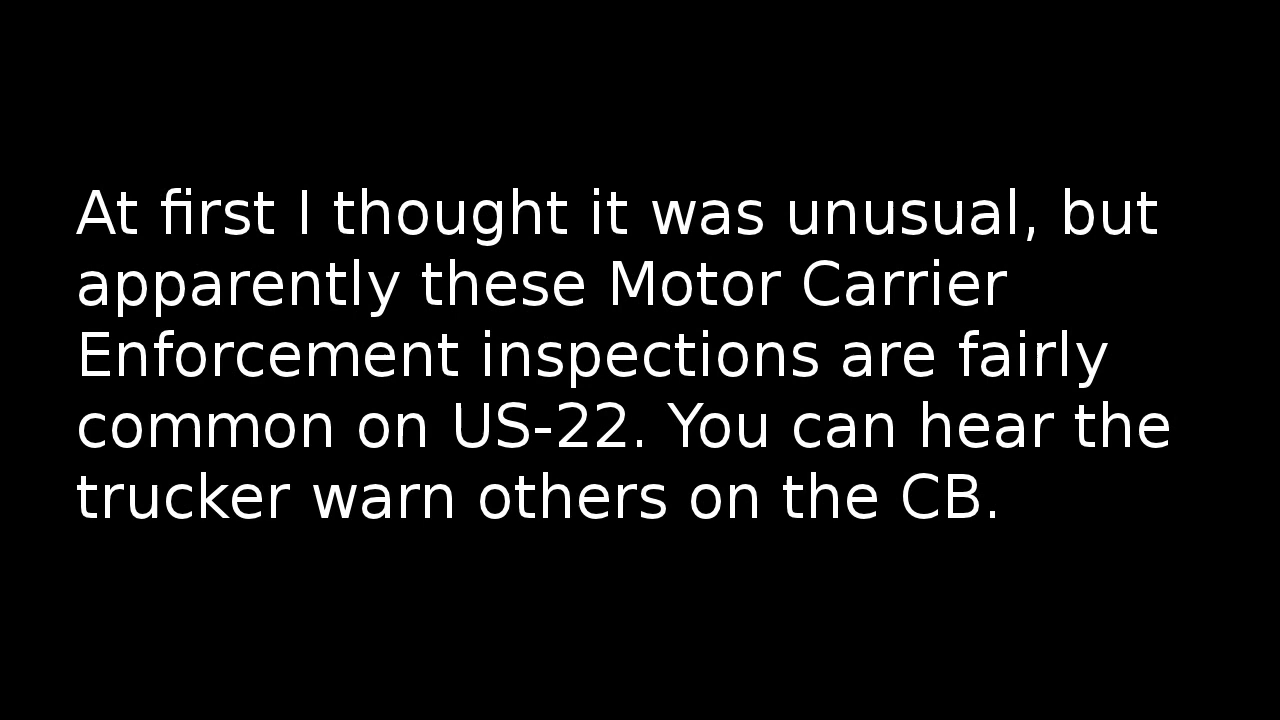 At first I thought it was unusual, but
apparently these Motor Carrier
Enforcement inspections are fairly
common on US-22. You can hear the
trucker warn others on the CB.